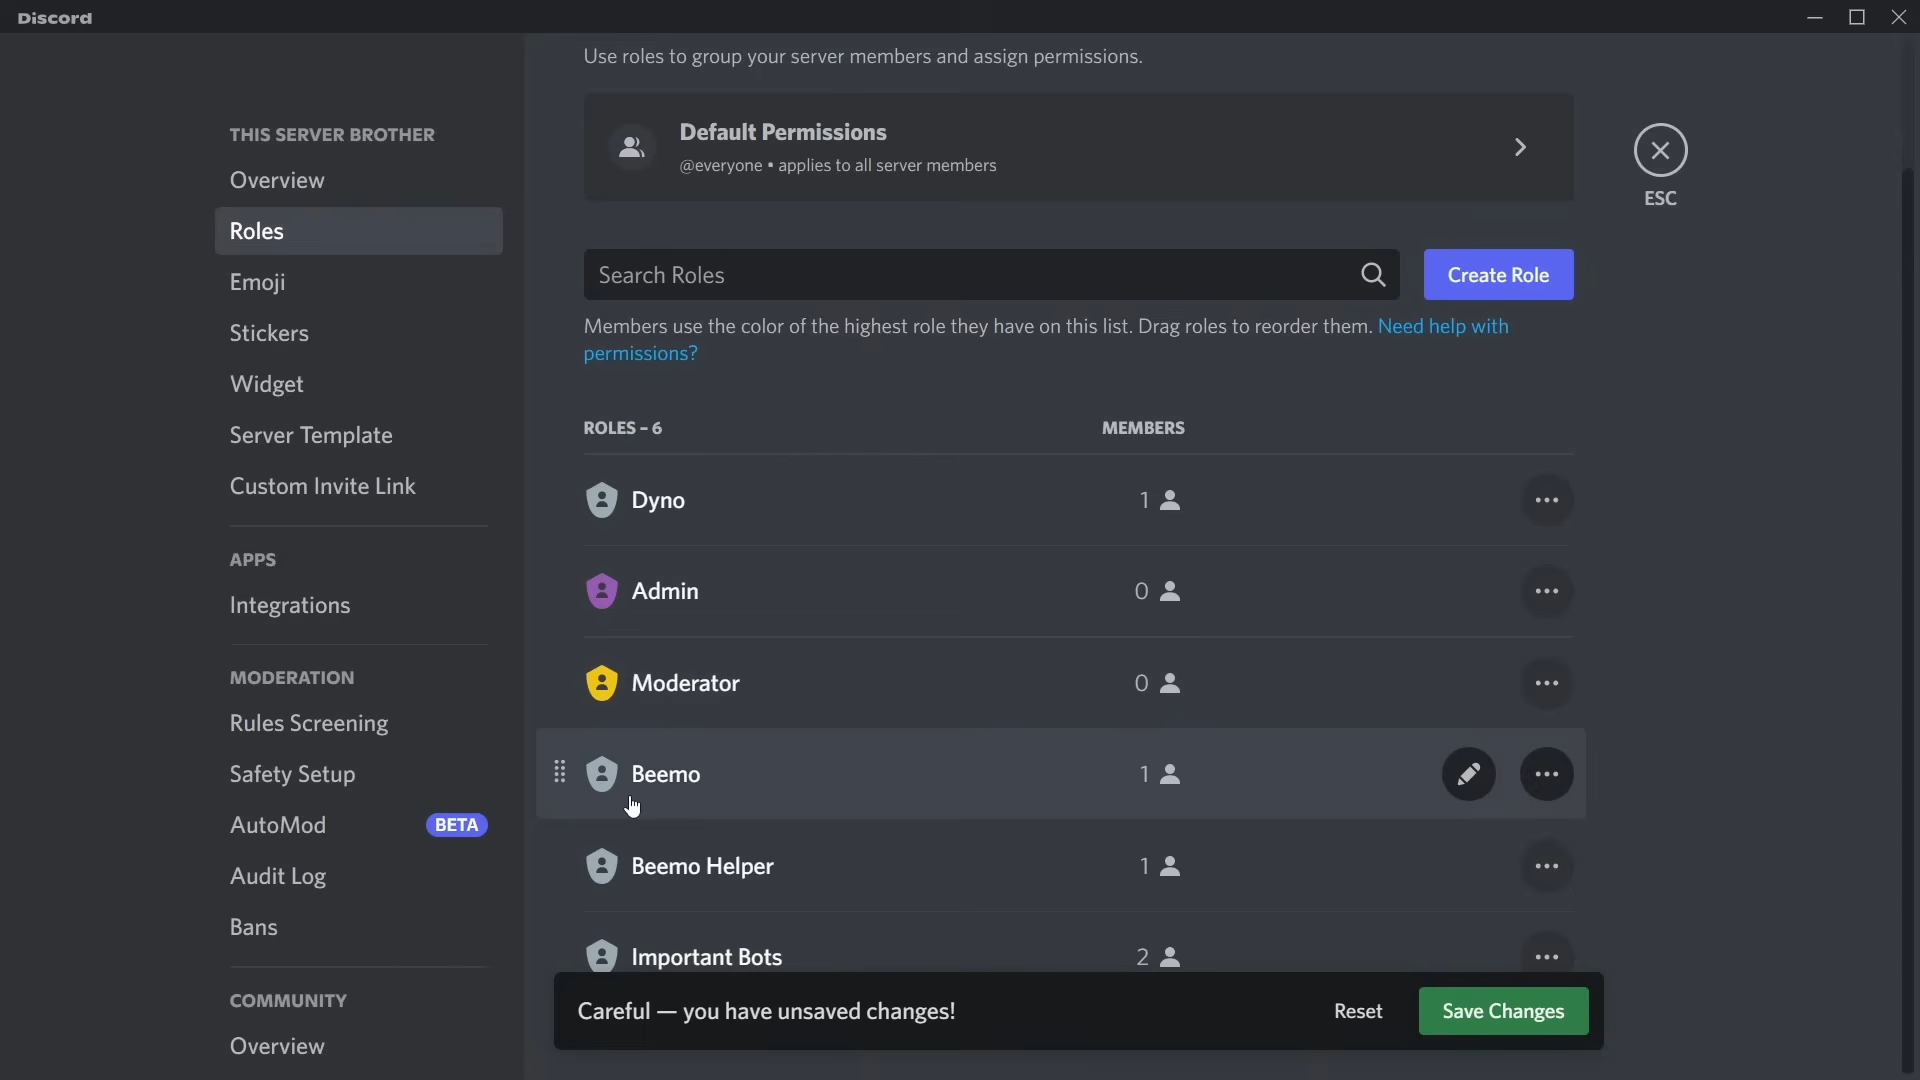 Discord
THIS SERVER BROTHER
Overview
Roles
Emoji
Stickers
Widget
Server Template
Custom Invite Link
APPS
Integrations
MODERATION
Rules Screening
Safety Setup
AutoMod BETA
Audit Log
Bans
COMMUNITY
Overview
Use roles to group your server members and assign permissions.
Default Permissions
@everyone • applies to all server members
ESC
Search Roles
Create Role
Members use the color of the highest role they have on this list. Drag roles to reorder them. Need help with
permissions?
ROLES – 6 MEMBERS
Dyno 1
Admin 0
Moderator 0
Beemo 1
Beemo Helper 1
Important Bots 2
Careful — you have unsaved changes! Reset Save Changes